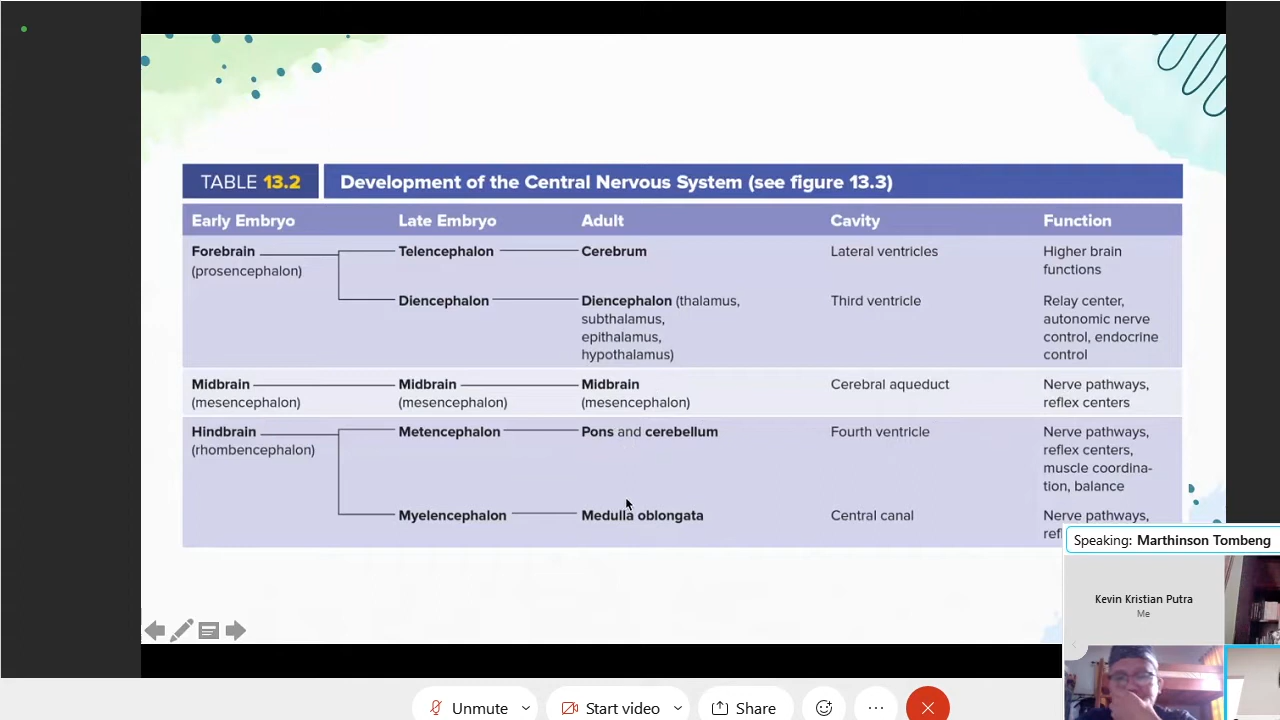 TABLE 13.2 Development of the Central Nervous System (see figure 13.3)
Early Embryo Late Embryo Adult Cavity Function
Forebrain Telencephalon Cerebrum Lateral ventricles Higher brain
(prosencephalon) functions
Diencephalon Diencephalon (thalamus, Third ventricle Relay center,
subthalamus, autonomic nerve
epithalamus, control, endocrine
hypothalamus) control
Midbrain Midbrain Midbrain Cerebral aqueduct Nerve pathways,
(mesencephalon) (mesencephalon) (mesencephalon) reflex centers
Hindbrain Metencephalon Pons and cerebellum Fourth ventricle Nerve pathways,
(rhombencephalon) reflex centers,
muscle coordina-
tion, balance
Myelencephalon Medulla oblongata Central canal Nerve pathways,
Speaking: Marthinson Tombeng
Kevin Kristian Putra
Me
Unmute Start video Share